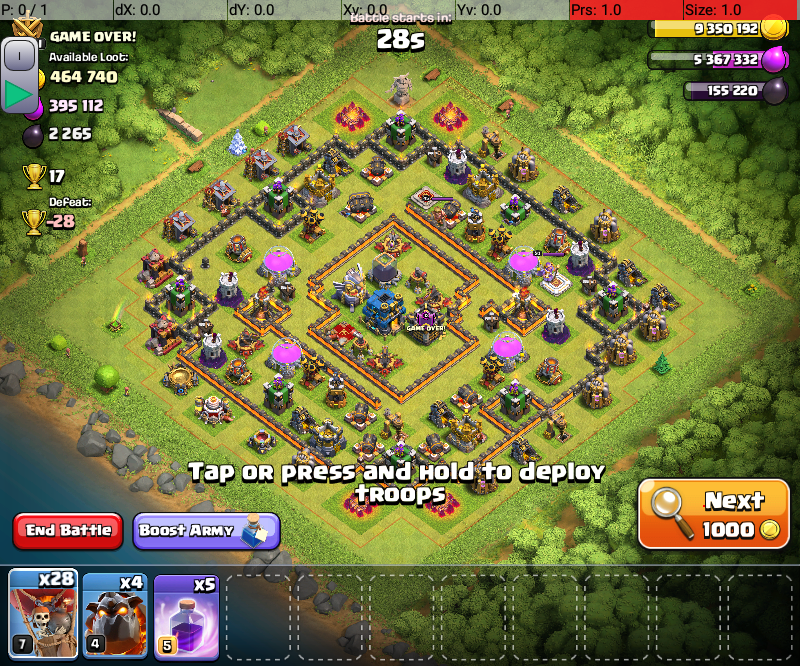 P: 0 / 1 dX: 0.0 dY: 0.0 Xv: 0.0 Yv: 0.0 Prs: 1.0 Size: 1.0
GAME OVER!
Available Loot:
464 740
395 112
2 265
17
Defeat:
-28
Battle starts in:
28s
9 350 192
5 367 332
155 220
GAME OVER!
Tap or press and hold to deploy
troops
End Battle
Boost Army
Next
1000
x28
7
x4
4
x5
5